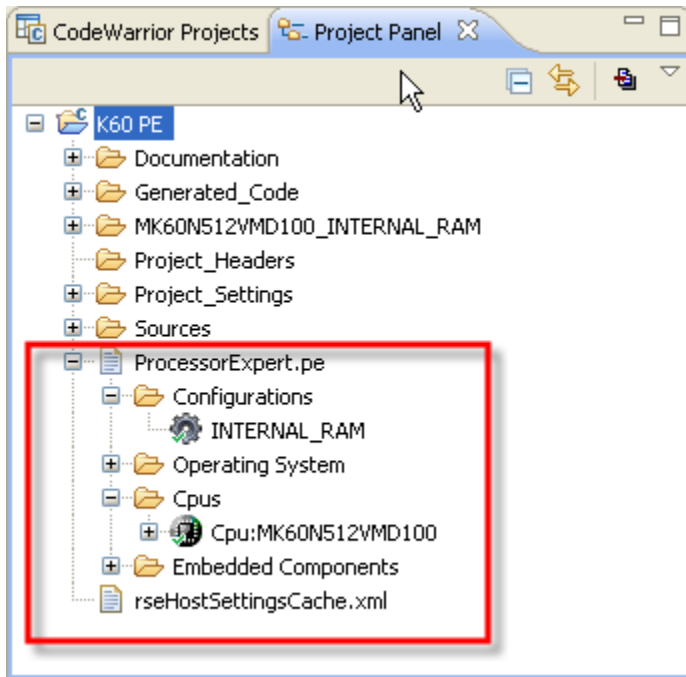 CodeWarrior Projects Project Panel
K60 PE
Documentation
Generated_Code
MK60N512VMD100_INTERNAL_RAM
Project_Headers
Project_Settings
Sources
ProcessorExpert.pe
Configurations
INTERNAL_RAM
Operating System
Cpus
Cpu:MK60N512VMD100
Embedded Components
rseHostSettingsCache.xml